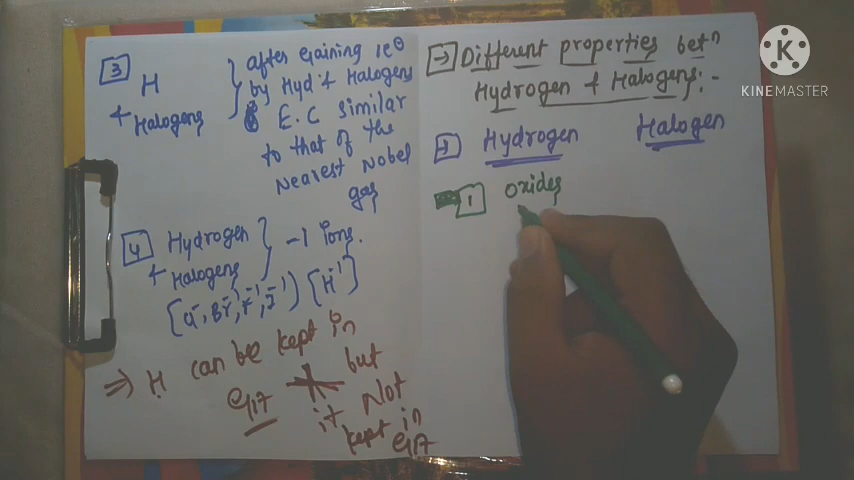 3 H
+ Halogens
after Gaining 1e⊖
by Hyd + Halogens
E.C similar
to that of the
Nearest Nobel
gas
4 Hydrogen
+ Halogens
-1 Ions.
[Cl⁻, Br⁻¹, F⁻¹, I⁻¹) [H⁻¹]
⇒ H can be kept in
G17 but
it Not
kept in
G17
→ Different properties betn
Hydrogen + Halogens:-
Hydrogen Halogen
1 oxides
K
KINEMASTER